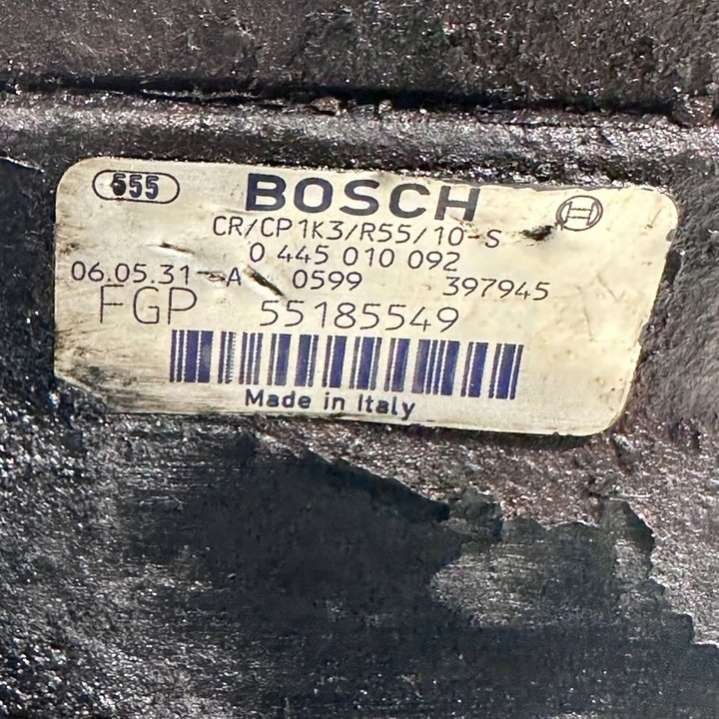 555 BOSCH
CR/CP1K3/R55/10-S
0 445 010 092
06.05.31-A 0599 397945
FGP 55185549
Made in Italy